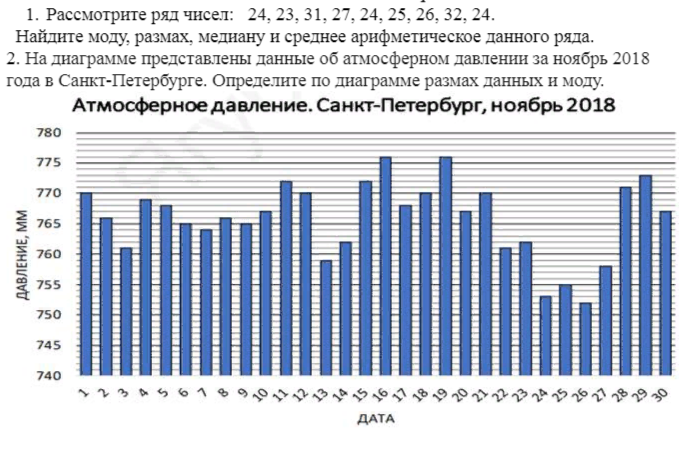 1. Рассмотрите ряд чисел: 24, 23, 31, 27, 24, 25, 26, 32, 24.
Найдите моду, размах, медиану и среднее арифметическое данного ряда.
2. На диаграмме представлены данные об атмосферном давлении за ноябрь 2018
года в Санкт-Петербурге. Определите по диаграмме размах данных и моду.
Атмосферное давление. Санкт-Петербург, ноябрь 2018
ДАВЛЕНИЕ, ММ
780
775
770
765
760
755
750
745
740
1 2 3 4 5 6 7 8 9 10 11 12 13 14 15 16 17 18 19 20 21 22 23 24 25 26 27 28 29 30
ДАТА